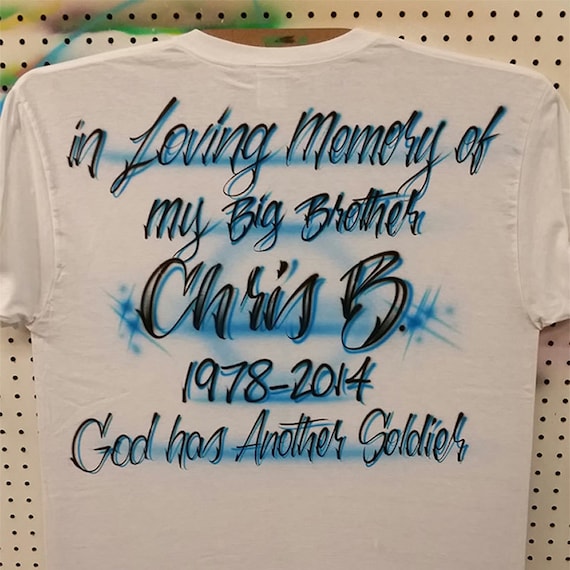 in Loving Memory of
my Big Brother
Chris B.
1978-2014
God has Another Soldier